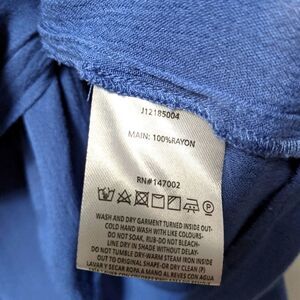 J12185004
MAIN: 100%RAYON
RN#147002
P
WASH AND DRY GARMENT TURNED INSIDE OUT-
COLD HAND WASH WITH LIKE COLOURS-
DO NOT SOAK, RUB-DO NOT BLEACH-
LINE DRY IN SHADE WITHOUT DELAY-
DO NOT TUMBLE DRY-WARM STEAM IRON INSIDE
OUT TO ORIGINAL SHAPE-OR DRY CLEAN (P)
LAVAR Y SECAR ROPA A MANO AL REVES CON AGUA